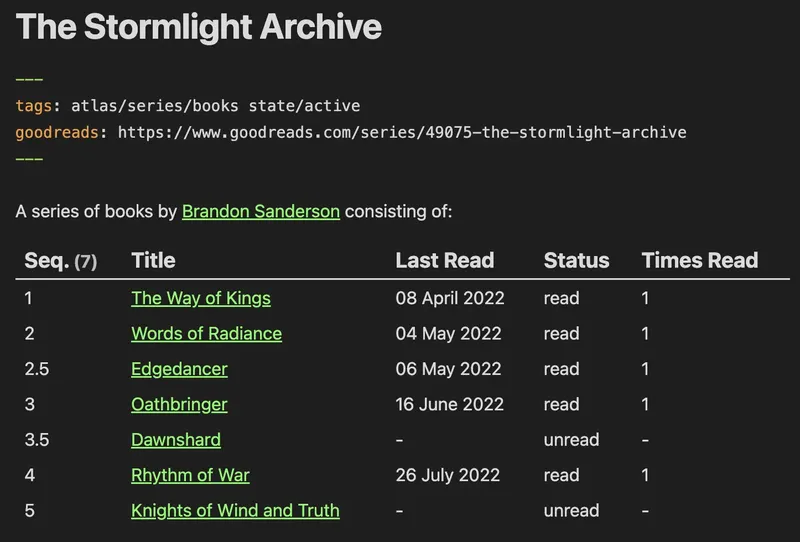 The Stormlight Archive
---
tags: atlas/series/books state/active
goodreads: https://www.goodreads.com/series/49075-the-stormlight-archive
---
A series of books by Brandon Sanderson consisting of:
Seq. (7) Title Last Read Status Times Read
1 The Way of Kings 08 April 2022 read 1
2 Words of Radiance 04 May 2022 read 1
2.5 Edgedancer 06 May 2022 read 1
3 Oathbringer 16 June 2022 read 1
3.5 Dawnshard - unread -
4 Rhythm of War 26 July 2022 read 1
5 Knights of Wind and Truth - unread -